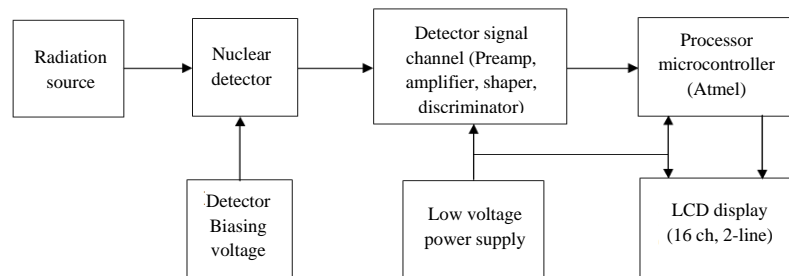 Radiation
source
Nuclear
detector
Detector signal
channel (Preamp,
amplifier, shaper,
discriminator)
Processor
microcontroller
(Atmel)
Detector
Biasing
voltage
Low voltage
power supply
LCD display
(16 ch, 2-line)